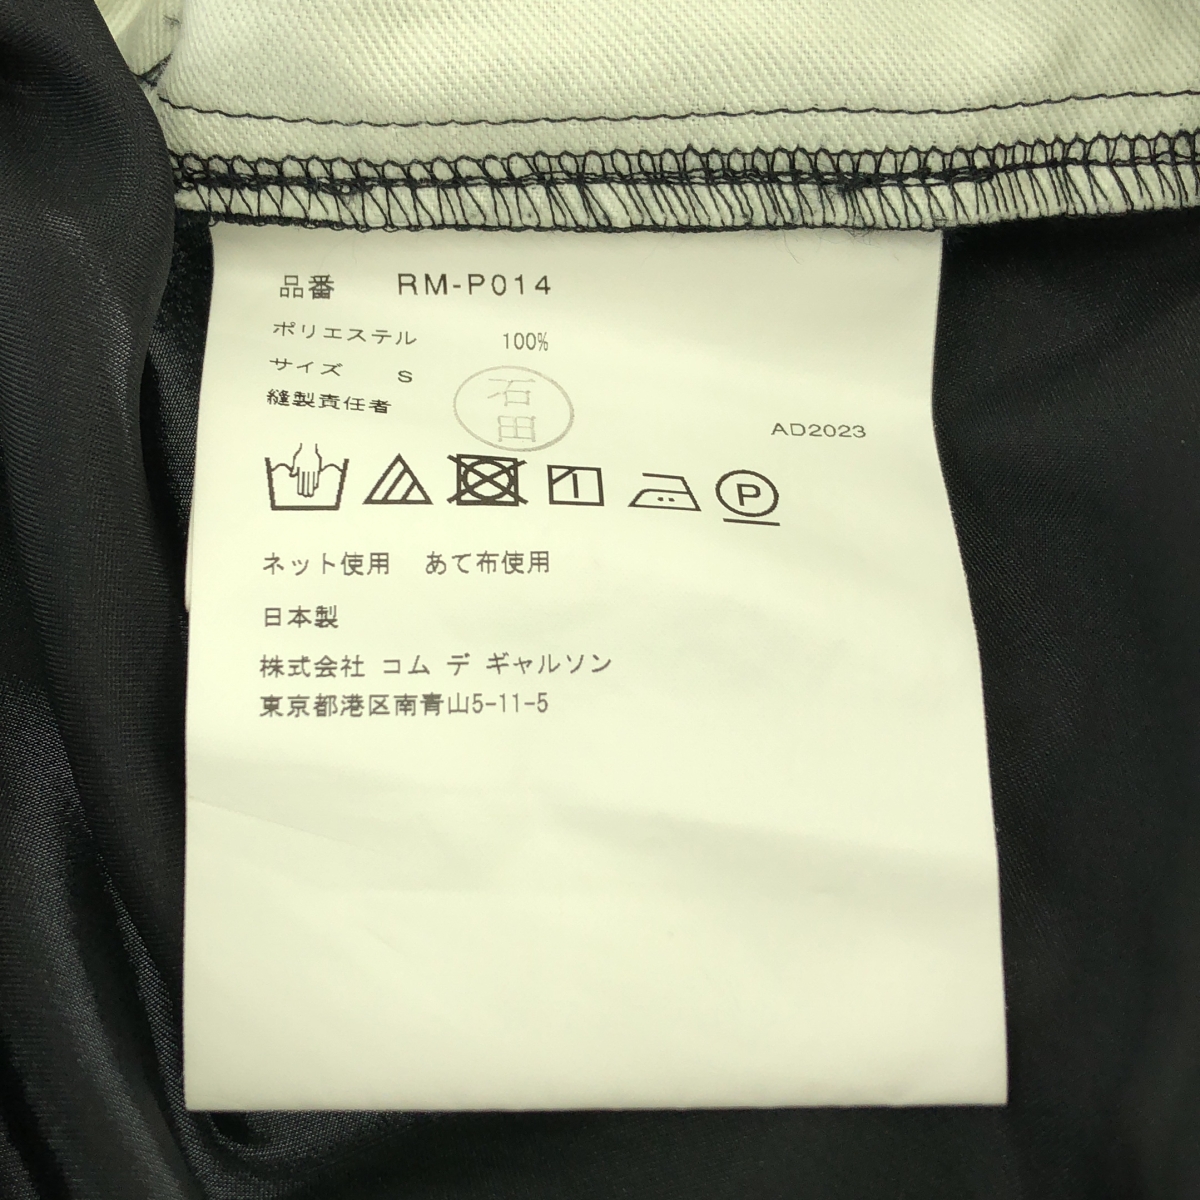 品番 RM-P014
ポリエステル 100%
サイズ S
縫製責任者 石田
AD2023
P
ネット使用 あて布使用
日本製
株式会社 コム デ ギャルソン
東京都港区南青山5-11-5